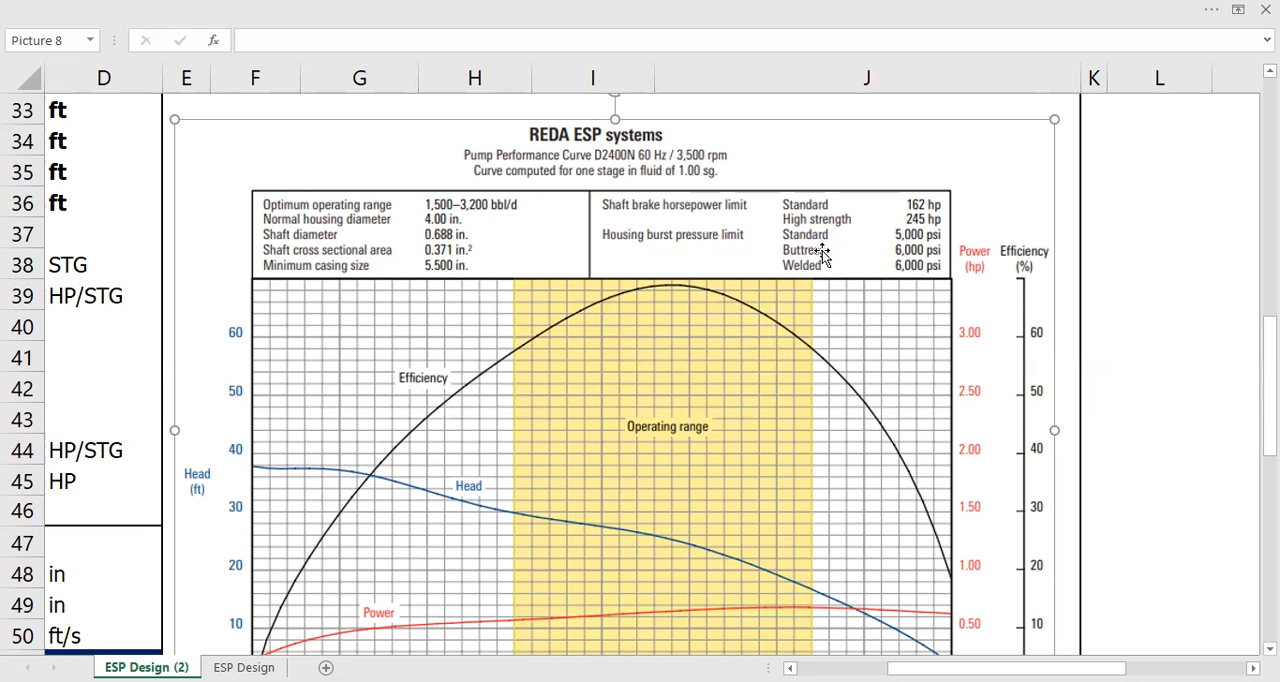 Picture 8
fx
D E F G H I J K L
33 ft
34 ft
35 ft
36 ft
37
38 STG
39 HP/STG
40
41
42
43
44 HP/STG
45 HP
46
47
48 in
49 in
50 ft/s
REDA ESP systems
Pump Performance Curve D2400N 60 Hz / 3,500 rpm
Curve computed for one stage in fluid of 1.00 sg.
Optimum operating range 1,500–3,200 bbl/d
Normal housing diameter 4.00 in.
Shaft diameter 0.688 in.
Shaft cross sectional area 0.371 in.²
Minimum casing size 5.500 in.
Shaft brake horsepower limit Standard 162 hp
High strength 245 hp
Housing burst pressure limit Standard 5,000 psi
Buttress 6,000 psi
Welded 6,000 psi
Power Efficiency
(hp) (%)
60 3.00 60
50 2.50 50
40 2.00 40
30 1.50 30
20 1.00 20
10 0.50 10
Head
(ft)
Efficiency
Operating range
Head
Power
ESP Design (2) ESP Design